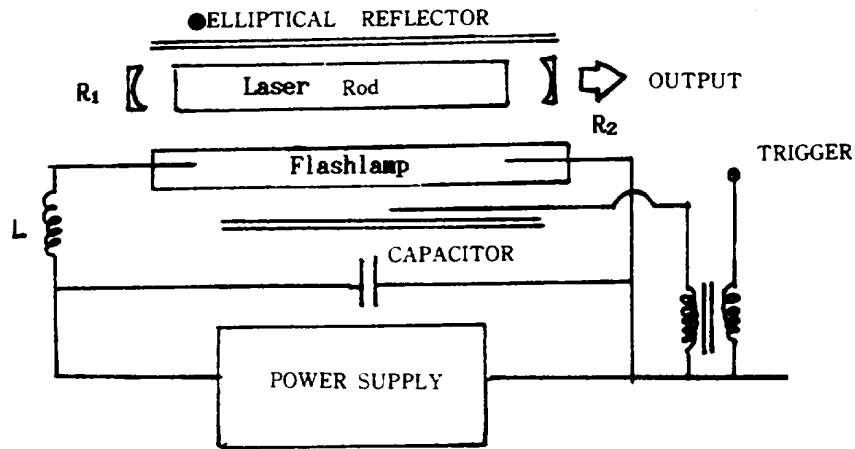 ELLIPTICAL REFLECTOR
R₁
Laser Rod
OUTPUT
R₂
TRIGGER
Flashlamp
L
CAPACITOR
POWER SUPPLY